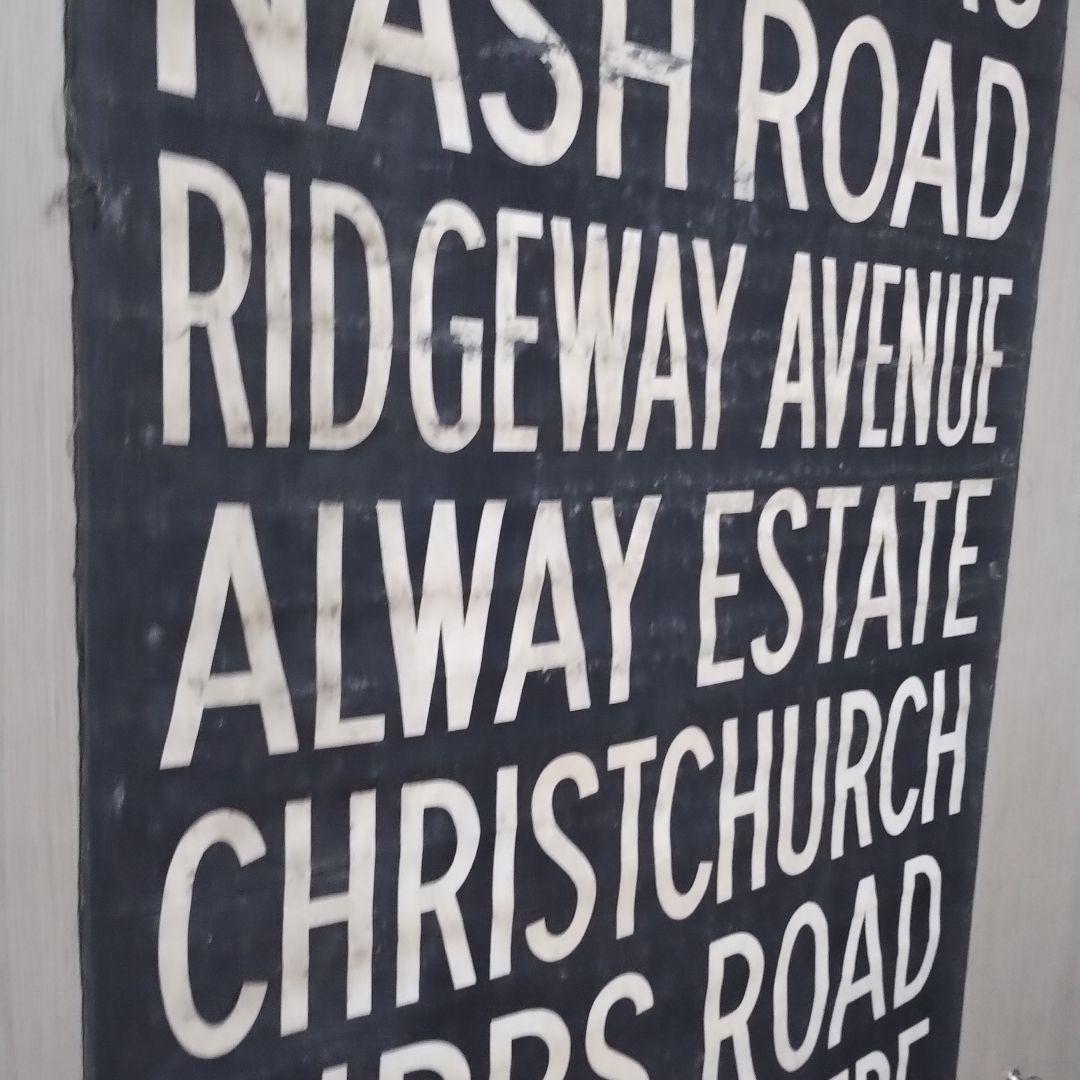 NASH ROAD
RIDGEWAY AVENUE
ALWAY ESTATE
CHRISTCHURCH
ROAD